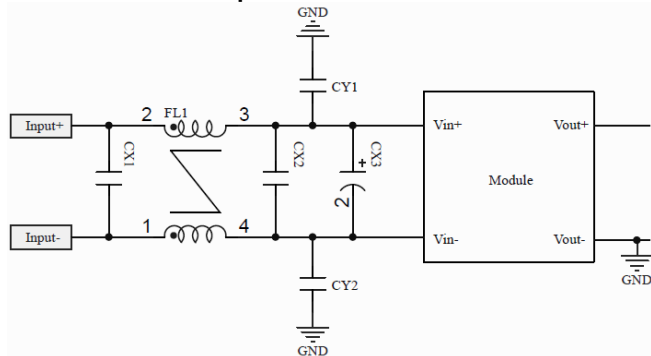 GND
CY1
Input+
2
FL1
3
CX1
CX2
+
CX3
2
Vin+
Vout+
Module
Input-
1
4
Vin-
Vout-
CY2
GND
GND